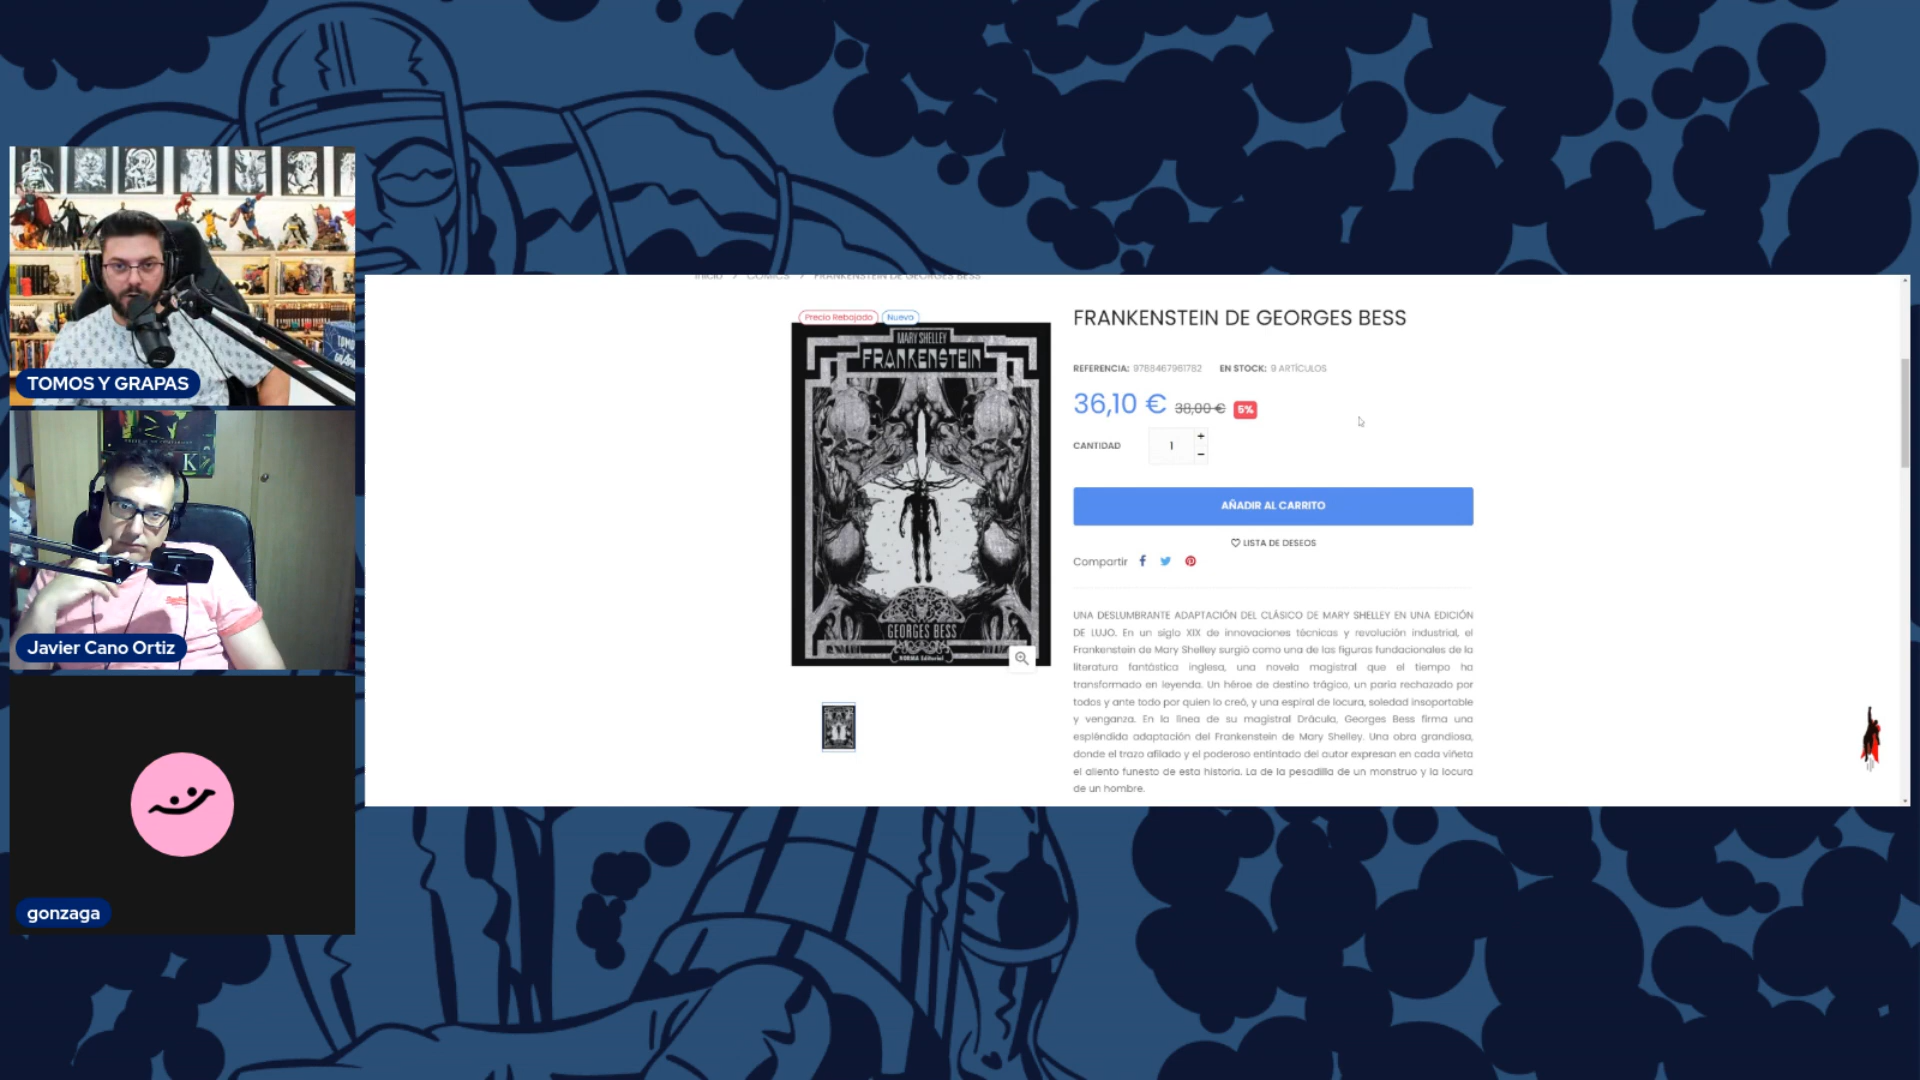 TOMOS Y GRAPAS
Javier Cano Ortiz
gonzaga
INICIO > COMICS > FRANKENSTEIN DE GEORGES BESS
Precio Rebajado
Nuevo
MARY SHELLEY
FRANKENSTEIN
GEORGES BESS
NORMA Editorial
FRANKENSTEIN DE GEORGES BESS
REFERENCIA: 9788467961782 EN STOCK: 9 ARTÍCULOS
36,10 € 38,00 € 5%
CANTIDAD 1 + −
AÑADIR AL CARRITO
LISTA DE DESEOS
Compartir
UNA DESLUMBRANTE ADAPTACIÓN DEL CLÁSICO DE MARY SHELLEY EN UNA EDICIÓN
DE LUJO. En un siglo XIX de innovaciones técnicas y revolución industrial, el
Frankenstein de Mary Shelley surgió como una de las figuras fundacionales de la
literatura fantástica inglesa, una novela magistral que el tiempo ha
transformado en leyenda. Un héroe de destino trágico, un paria rechazado por
todos y ante todo por quien lo creó, y una espiral de locura, soledad insoportable
y venganza. En la línea de su magistral Drácula, Georges Bess firma una
espléndida adaptación del Frankenstein de Mary Shelley. Una obra grandiosa,
donde el trazo afilado y el poderoso entintado del autor expresan en cada viñeta
el aliento funesto de esta historia. La de la pesadilla de un monstruo y la locura
de un hombre.